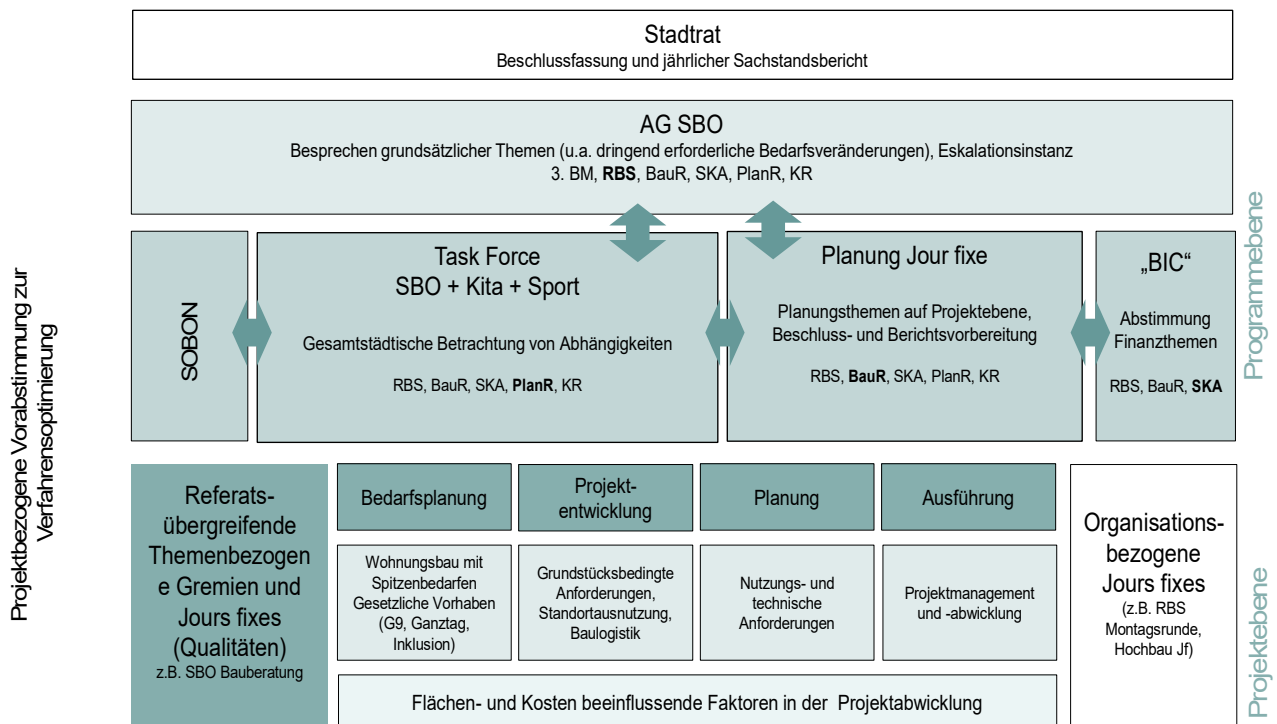 Stadtrat
Beschlussfassung und jährlicher Sachstandsbericht
AG SBO
Besprechen grundsätzlicher Themen (u.a. dringend erforderliche Bedarfsveränderungen), Eskalationsinstanz
3. BM, RBS, BauR, SKA, PlanR, KR
Projektbezogene Vorabstimmung zur
Verfahrensoptimierung
SOBON
Task Force
SBO + Kita + Sport
Gesamtstädtische Betrachtung von Abhängigkeiten
RBS, BauR, SKA, PlanR, KR
Planung Jour fixe
Planungsthemen auf Projektebene,
Beschluss- und Berichtsvorbereitung
RBS, BauR, SKA, PlanR, KR
„BIC“
Abstimmung
Finanzthemen
RBS, BauR, SKA
Programmebene
Referats-
übergreifende
Themenbezogen
e Gremien und
Jours fixes
(Qualitäten)
z.B. SBO Bauberatung
Bedarfsplanung
Wohnungsbau mit
Spitzenbedarfen
Gesetzliche Vorhaben
(G9, Ganztag,
Inklusion)
Projekt-
entwicklung
Grundstücksbedingte
Anforderungen,
Standortausnutzung,
Baulogistik
Planung
Nutzungs- und
technische
Anforderungen
Ausführung
Projektmanagement
und -abwicklung
Flächen- und Kosten beeinflussende Faktoren in der Projektabwicklung
Organisations-
bezogene
Jours fixes
(z.B. RBS
Montagsrunde,
Hochbau Jf)
Projektebene